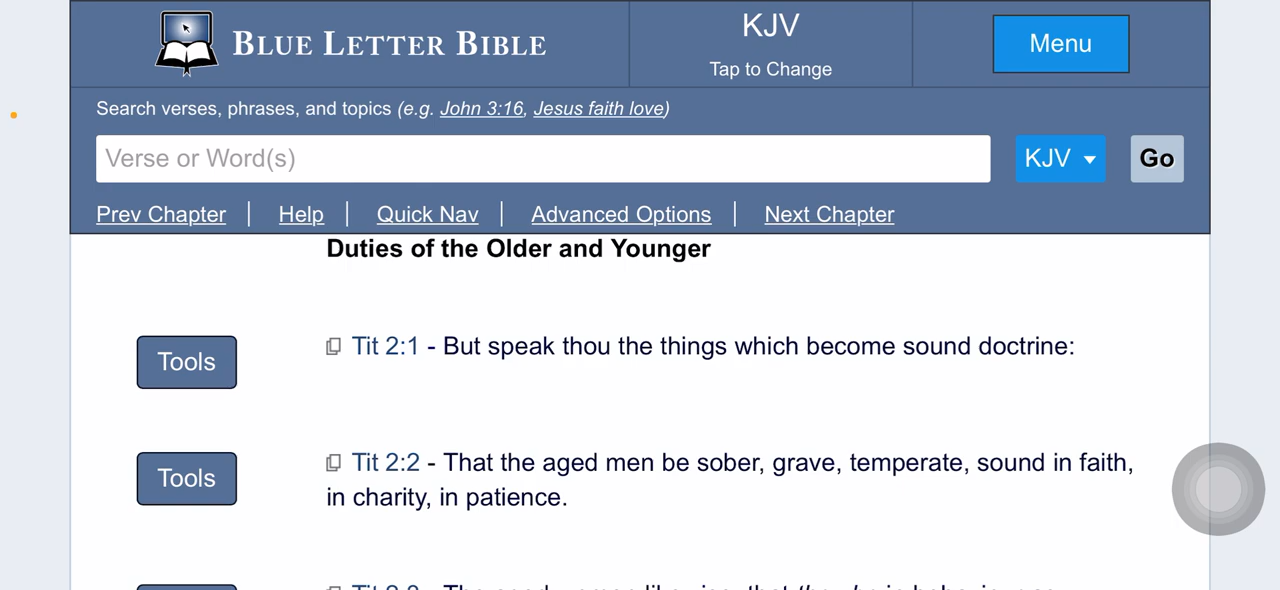 BLUE LETTER BIBLE
KJV
Tap to Change
Menu
Search verses, phrases, and topics (e.g. John 3:16, Jesus faith love)
Verse or Word(s)
KJV
Go
Prev Chapter | Help | Quick Nav | Advanced Options | Next Chapter
Duties of the Older and Younger
Tools
Tit 2:1 - But speak thou the things which become sound doctrine:
Tools
Tit 2:2 - That the aged men be sober, grave, temperate, sound in faith,
in charity, in patience.